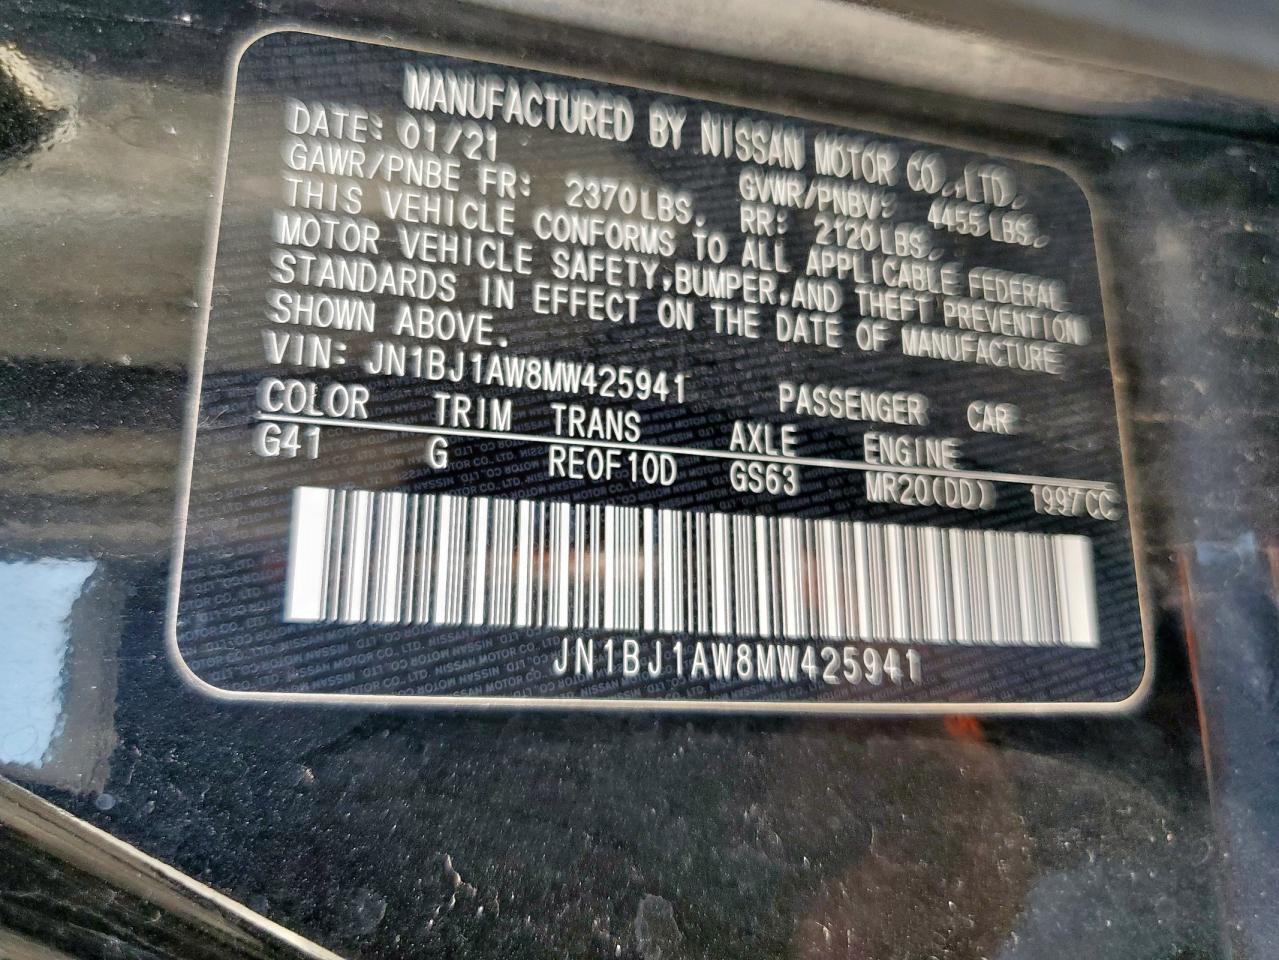 MANUFACTURED BY NISSAN MOTOR CO.,LTD.
DATE: 01/21
GVWR/PNBV: 4455LBS.
GAWR/PNBE FR: 2370LBS. RR: 2120LBS.
THIS VEHICLE CONFORMS TO ALL APPLICABLE FEDERAL
MOTOR VEHICLE SAFETY,BUMPER,AND THEFT PREVENTION
STANDARDS IN EFFECT ON THE DATE OF MANUFACTURE
SHOWN ABOVE.
VIN: JN1BJ1AW8MW425941 PASSENGER CAR
COLOR TRIM TRANS AXLE ENGINE
G41 G RE0F10D GS63 MR20(DD) 1997CC
JN1BJ1AW8MW425941